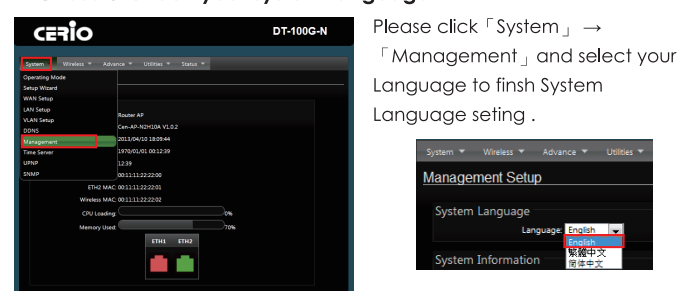 CERIO
DT-100G-N
System Wireless Advance Utilities Status
Operating Mode
Setup Wizard
WAN Setup
LAN Setup
VLAN Setup
DDNS
Management
Time Server
UPNP
SNMP
Router AP
Cen-AP-N2H10A V1.0.2
2013/04/10 18:09:44
1970/01/01 00:12:39
12:39
00:11:11:22:22:00
ETH2 MAC: 00:11:11:22:22:01
Wireless MAC: 00:11:11:22:22:02
CPU Loading: 0%
Memory Used: 70%
ETH1 ETH2
Please click「System」→
「Management」and select your
Language to finsh System
Language seting .
System Wireless Advance Utilities
Management Setup
System Language
Language: English
English
繁體中文
简体中文
System Information